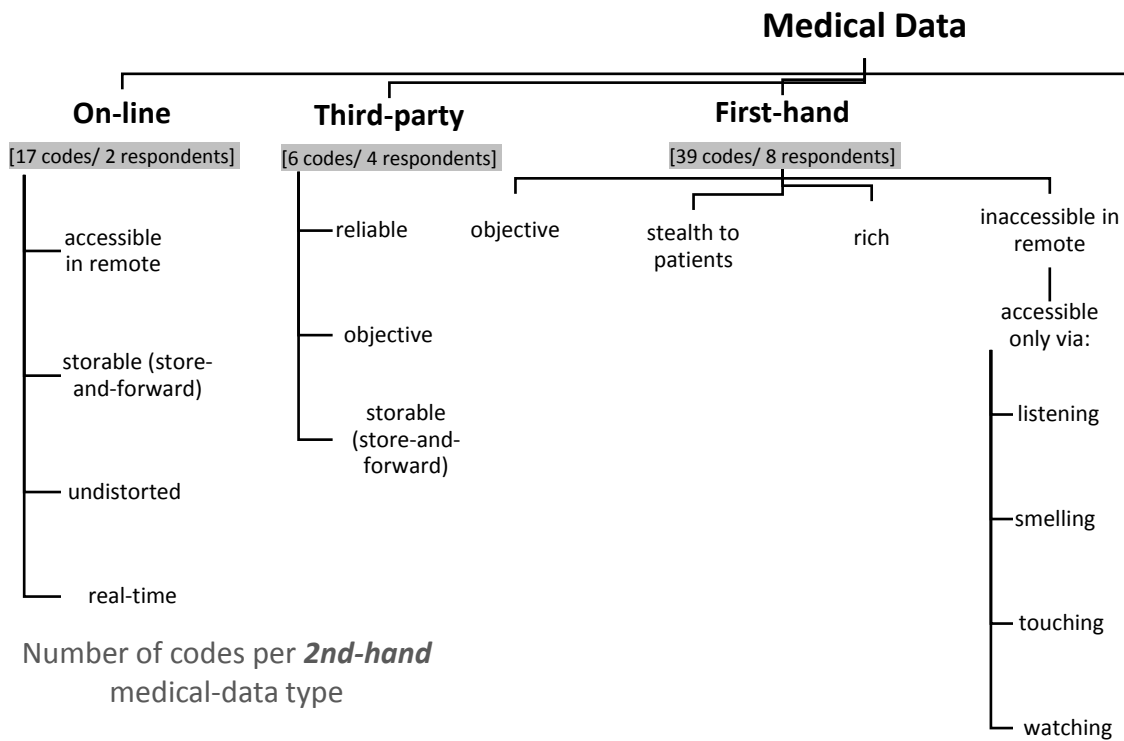 Medical Data
On-line
[17 codes/ 2 respondents]
accessible
in remote
storable (store-
and-forward)
undistorted
real-time
Third-party
[6 codes/ 4 respondents]
reliable
objective
storable
(store-and-
forward)
First-hand
[39 codes/ 8 respondents]
objective
stealth to
patients
rich
inaccessible in
remote
accessible
only via:
listening
smelling
touching
watching
Number of codes per 2nd-hand
medical-data type